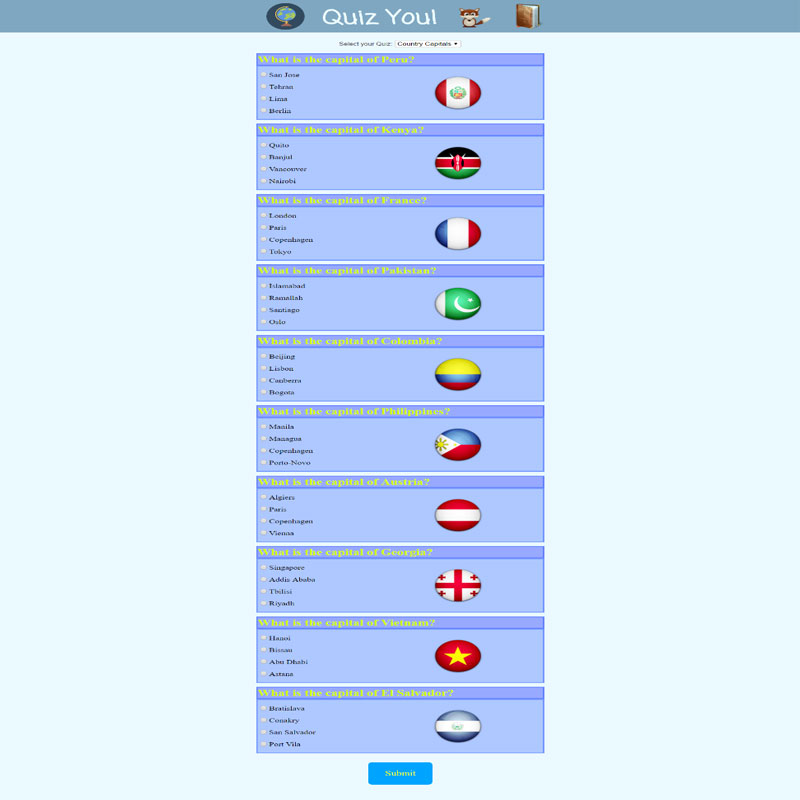 Quiz You!
Select your Quiz: Country Capitals
What is the capital of Peru?
San Jose
Tehran
Lima
Berlin
What is the capital of Kenya?
Quito
Banjul
Vancouver
Nairobi
What is the capital of France?
London
Paris
Copenhagen
Tokyo
What is the capital of Pakistan?
Islamabad
Ramallah
Santiago
Oslo
What is the capital of Colombia?
Beijing
Lisbon
Canberra
Bogota
What is the capital of Philippines?
Manila
Managua
Copenhagen
Porto-Novo
What is the capital of Austria?
Algiers
Paris
Copenhagen
Vienna
What is the capital of Georgia?
Singapore
Addis Ababa
Tbilisi
Riyadh
What is the capital of Vietnam?
Hanoi
Bissau
Abu Dhabi
Astana
What is the capital of El Salvador?
Bratislava
Conakry
San Salvador
Port Vila
Submit